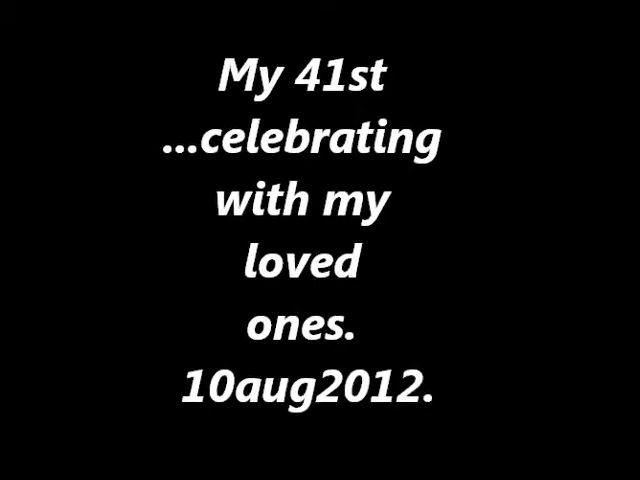 My 41st
...celebrating
with my
loved
ones.
10aug2012.